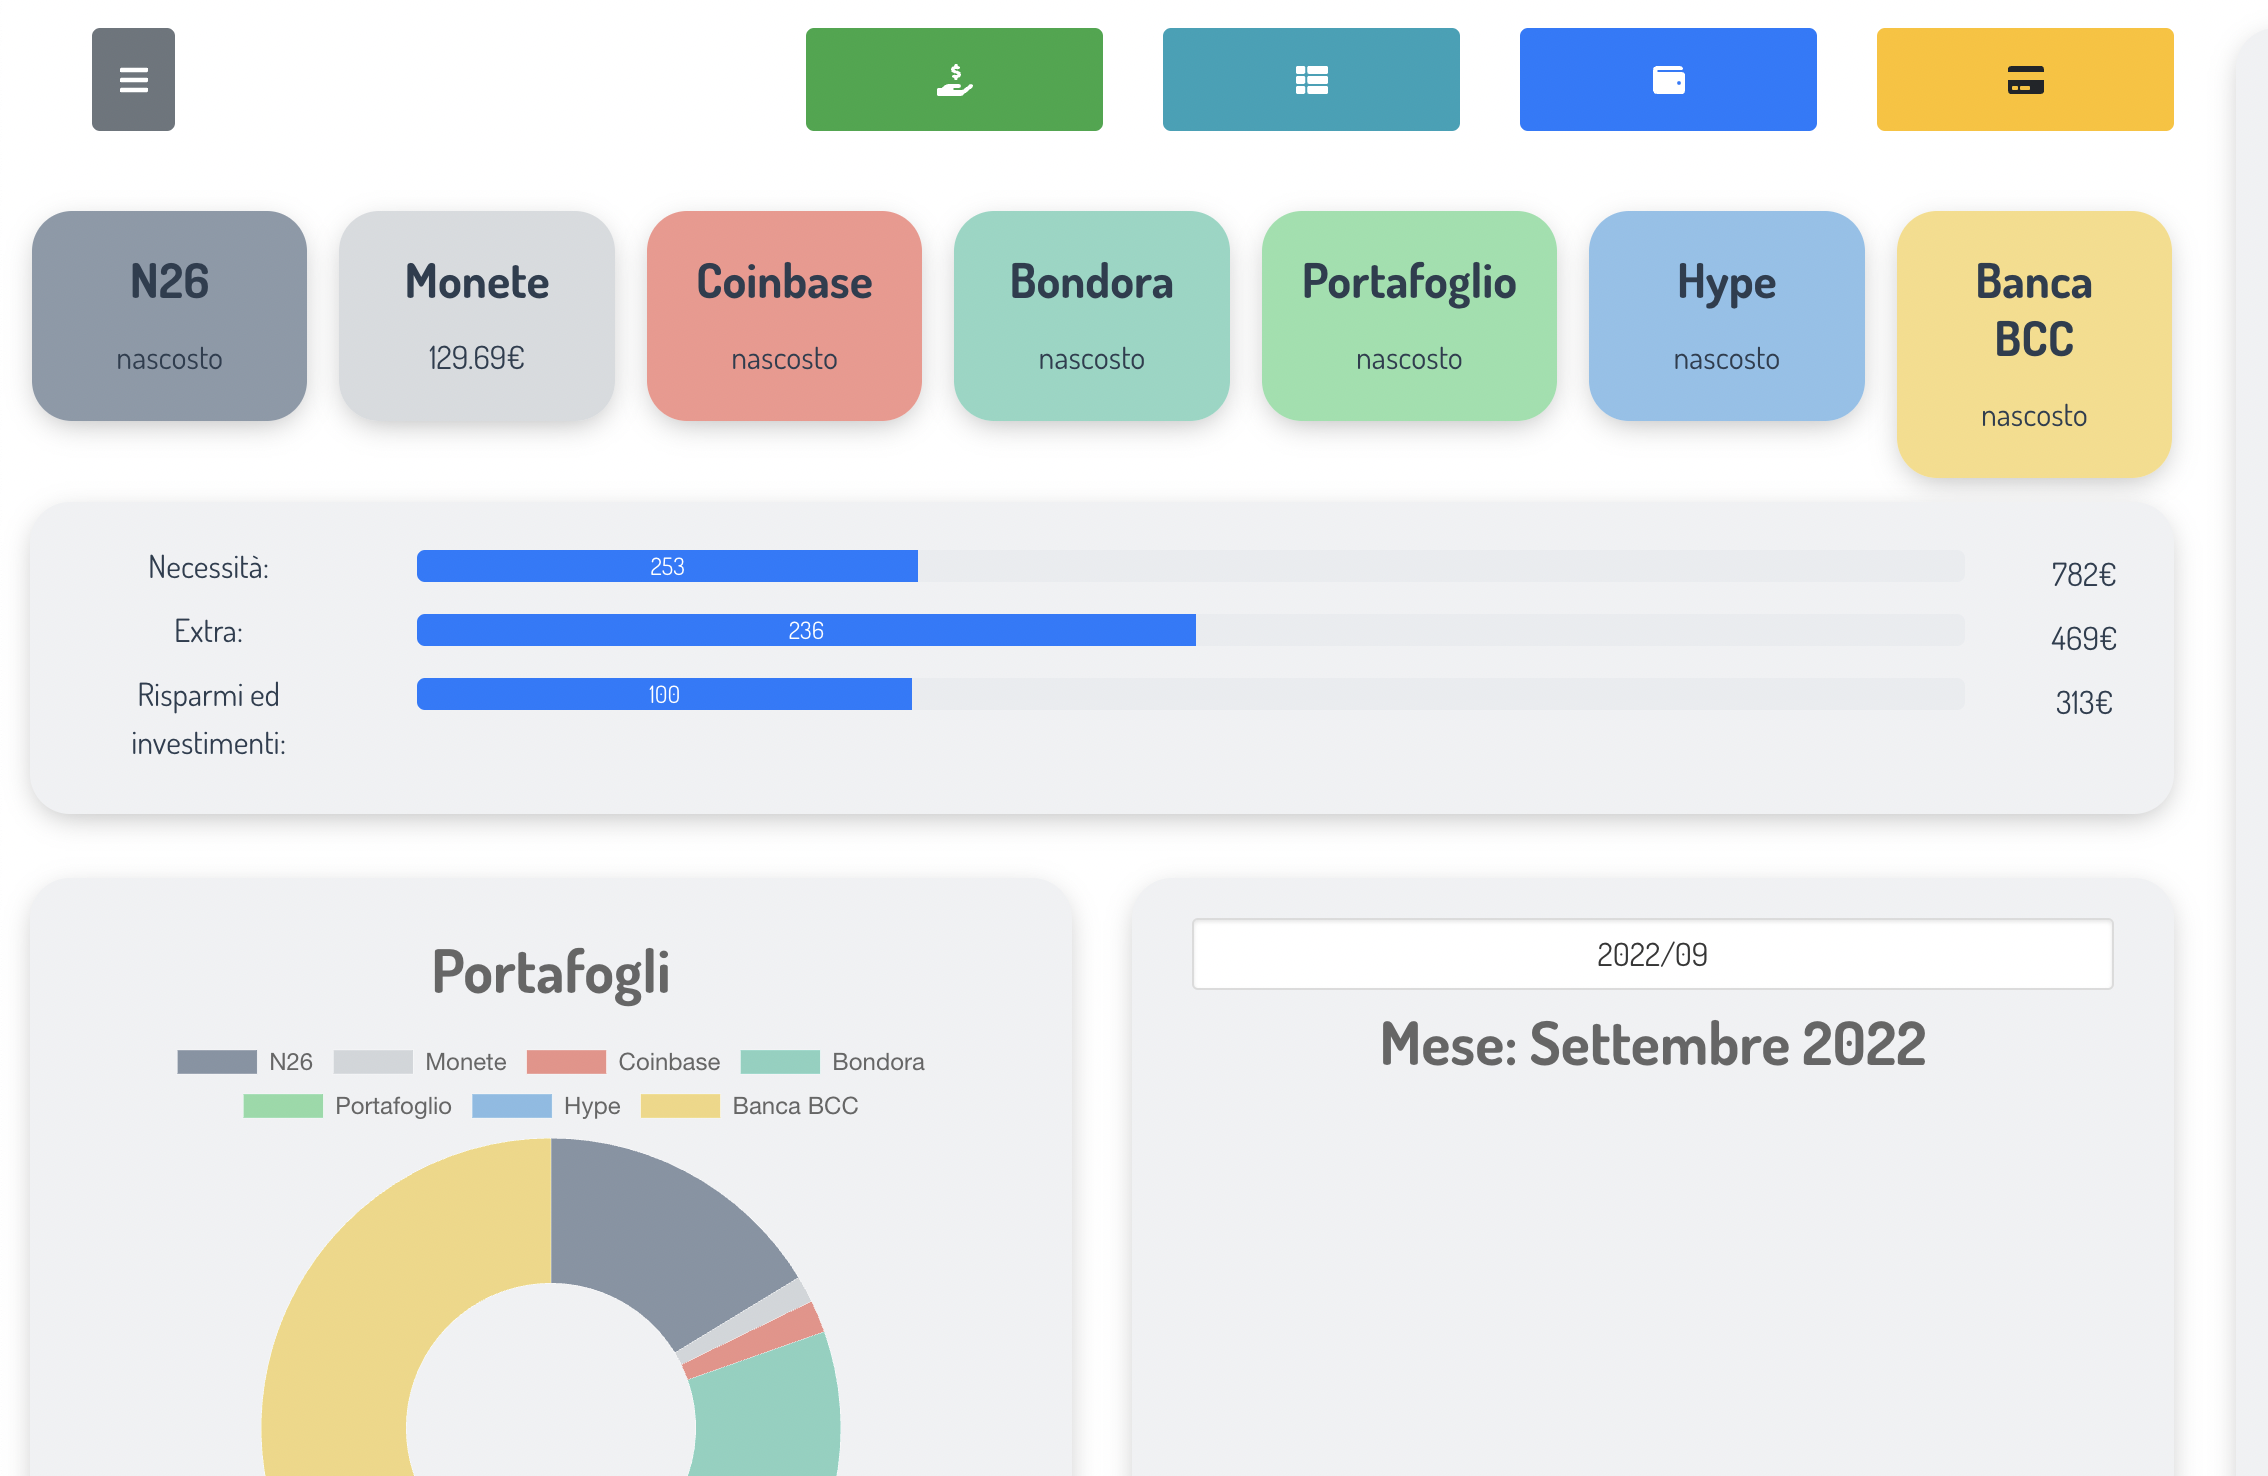 N26
nascosto
Monete
129.69€
Coinbase
nascosto
Bondora
nascosto
Portafoglio
nascosto
Hype
nascosto
Banca
BCC
nascosto
Necessità:
253
782€
Extra:
236
469€
Risparmi ed
investimenti:
100
313€
Portafogli
N26
Monete
Coinbase
Bondora
Portafoglio
Hype
Banca BCC
2022/09
Mese: Settembre 2022